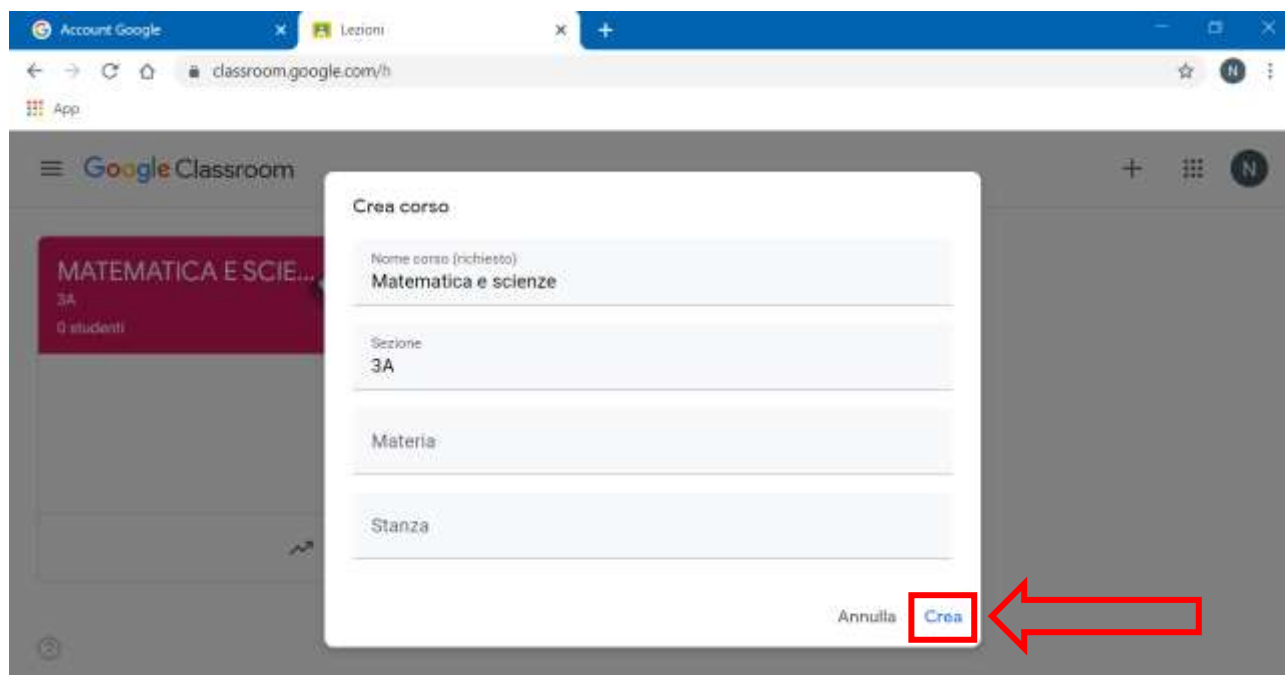 Account Google
Lezioni
classroom.google.com/h
N
App
Google Classroom
N
MATEMATICA E SCIE...
3A
0 studenti
Crea corso
Nome corso (richiesto)
Matematica e scienze
Sezione
3A
Materia
Stanza
Annulla
Crea